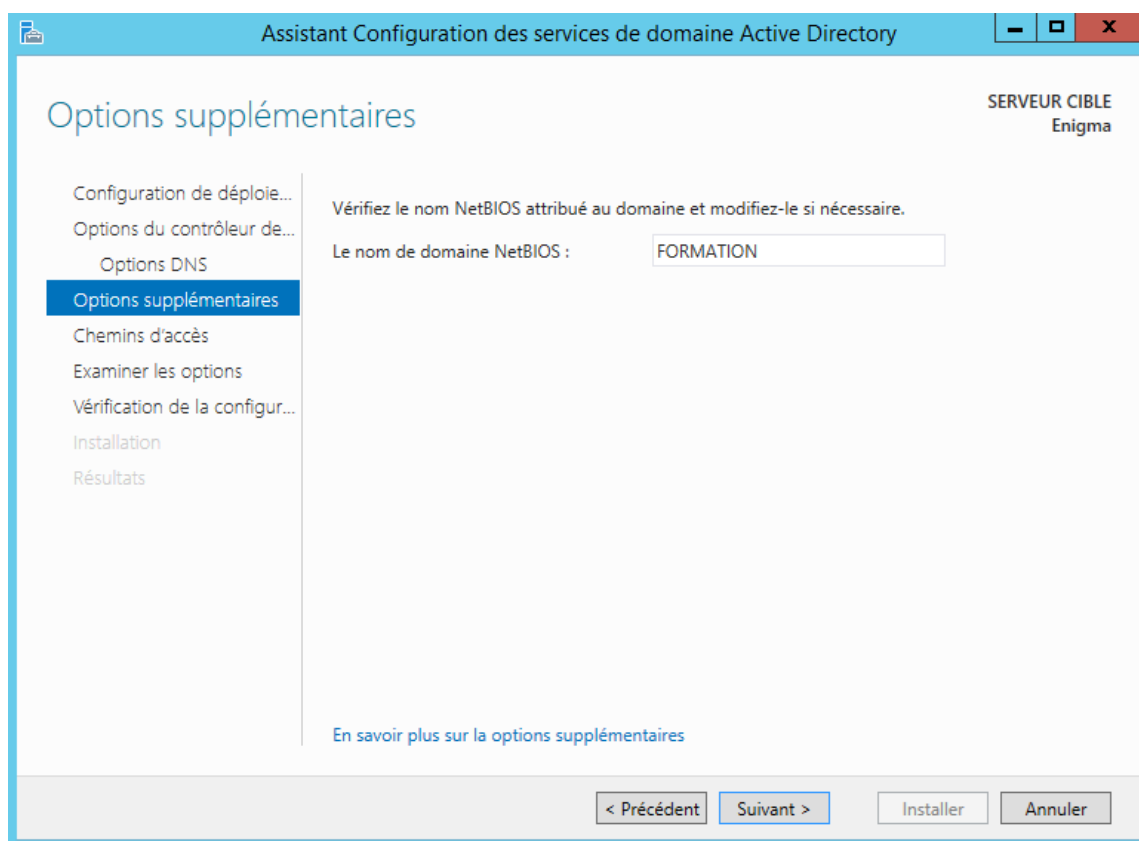 Assistant Configuration des services de domaine Active Directory
Options supplémentaires
SERVEUR CIBLE
Enigma
Configuration de déploie...
Options du contrôleur de...
Options DNS
Options supplémentaires
Chemins d'accès
Examiner les options
Vérification de la configur...
Installation
Résultats
Vérifiez le nom NetBIOS attribué au domaine et modifiez-le si nécessaire.
Le nom de domaine NetBIOS : FORMATION
En savoir plus sur la options supplémentaires
< Précédent Suivant > Installer Annuler